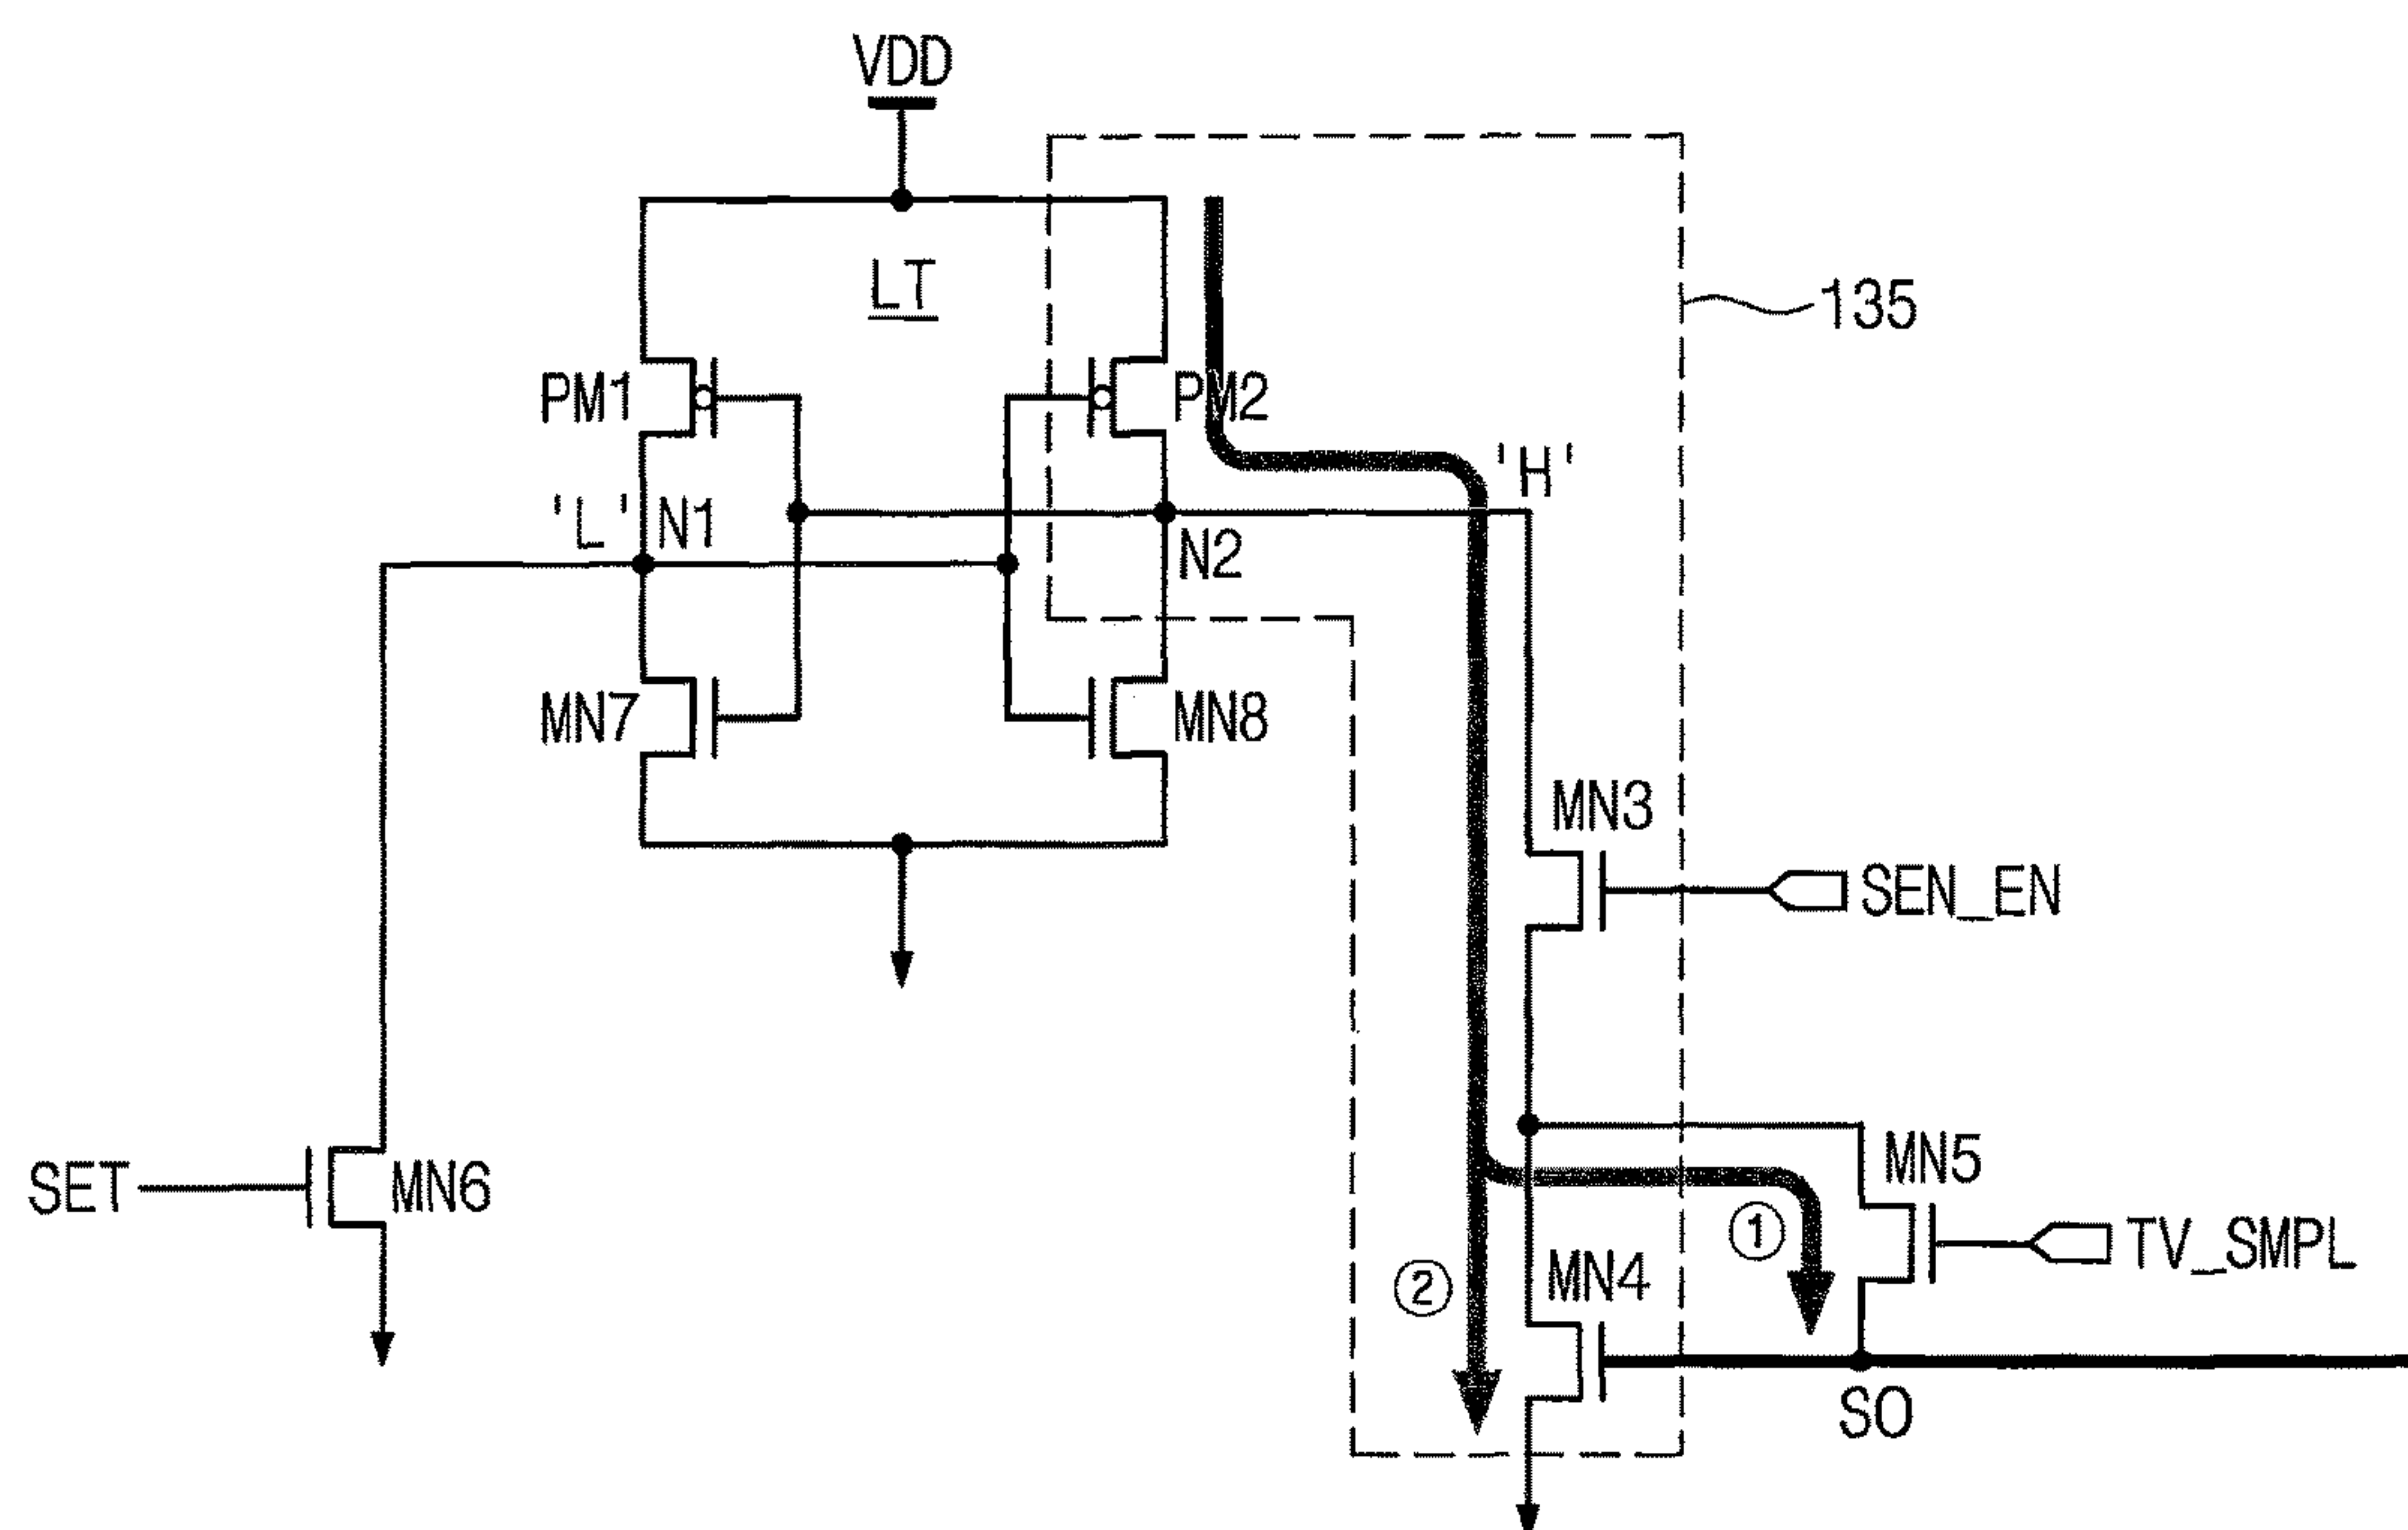 VDD
LT
135
PM1
PM2
'H'
'L' N1
N2
MN7
MN8
MN3
SEN_EN
SET
MN6
MN5
①
TV_SMPL
②
MN4
SO